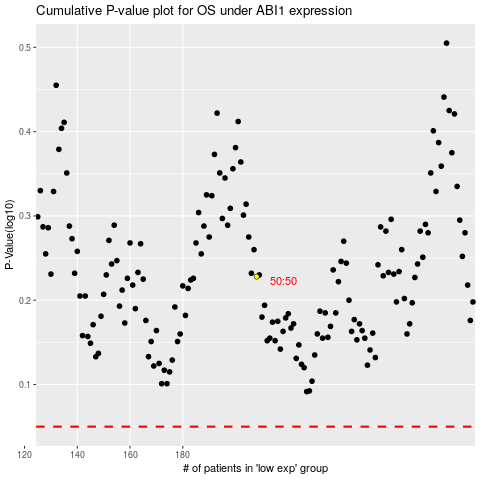 Cumulative P-value plot for OS under ABI1 expression
P-Value(log10)
0.5
0.4
0.3
0.2
0.1
50:50
120 140 160 180
# of patients in 'low exp' group